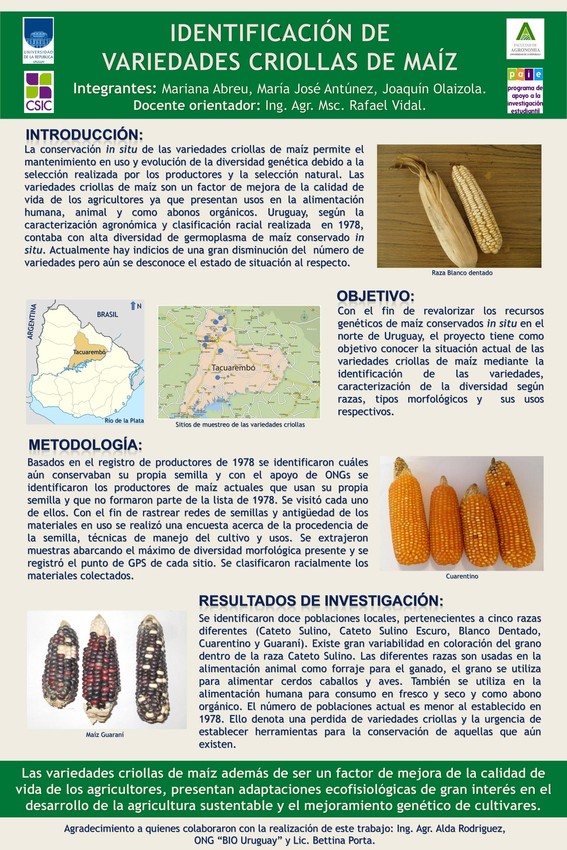 UNIVERSIDAD
DE LA REPÚBLICA
URUGUAY
CSIC
IDENTIFICACIÓN DE
VARIEDADES CRIOLLAS DE MAÍZ
Integrantes: Mariana Abreu, María José Antúnez, Joaquín Olaizola.
Docente orientador: Ing. Agr. Msc. Rafael Vidal.
FACULTAD DE
AGRONOMIA
UNIVERSIDAD DE LA REPUBLICA
paie
programa de
apoyo a la
investigación
estudiantil
INTRODUCCIÓN:
La conservación in situ de las variedades criollas de maíz permite el
mantenimiento en uso y evolución de la diversidad genética debido a la
selección realizada por los productores y la selección natural. Las
variedades criollas de maíz son un factor de mejora de la calidad de
vida de los agricultores ya que presentan usos en la alimentación
humana, animal y como abonos orgánicos. Uruguay, según la
caracterización agronómica y clasificación racial realizada en 1978,
contaba con alta diversidad de germoplasma de maíz conservado in
situ. Actualmente hay indicios de una gran disminución del número de
variedades pero aún se desconoce el estado de situación al respecto.
Raza Blanco dentado
ARGENTINA
BRASIL
N
Tacuarembó
Río de la Plata
Tacuarembó
Sitios de muestreo de las variedades criollas
OBJETIVO:
Con el fin de revalorizar los recursos
genéticos de maíz conservados in situ en el
norte de Uruguay, el proyecto tiene como
objetivo conocer la situación actual de las
variedades criollas de maíz mediante la
identificación de las variedades,
caracterización de la diversidad según
razas, tipos morfológicos y sus usos
respectivos.
METODOLOGÍA:
Basados en el registro de productores de 1978 se identificaron cuáles
aún conservaban su propia semilla y con el apoyo de ONGs se
identificaron los productores de maíz actuales que usan su propia
semilla y que no formaron parte de la lista de 1978. Se visitó cada uno
de ellos. Con el fin de rastrear redes de semillas y antigüedad de los
materiales en uso se realizó una encuesta acerca de la procedencia de
la semilla, técnicas de manejo del cultivo y usos. Se extrajeron
muestras abarcando el máximo de diversidad morfológica presente y se
registró el punto de GPS de cada sitio. Se clasificaron racialmente los
materiales colectados.
Cuarentino
RESULTADOS DE INVESTIGACIÓN:
Se identificaron doce poblaciones locales, pertenecientes a cinco razas
diferentes (Cateto Sulino, Cateto Sulino Escuro, Blanco Dentado,
Cuarentino y Guaraní). Existe gran variabilidad en coloración del grano
dentro de la raza Cateto Sulino. Las diferentes razas son usadas en la
alimentación animal como forraje para el ganado, el grano se utiliza
para alimentar cerdos caballos y aves. También se utiliza en la
alimentación humana para consumo en fresco y seco y como abono
orgánico. El número de poblaciones actual es menor al establecido en
1978. Ello denota una perdida de variedades criollas y la urgencia de
establecer herramientas para la conservación de aquellas que aún
existen.
Maíz Guaraní
Las variedades criollas de maíz además de ser un factor de mejora de la calidad de
vida de los agricultores, presentan adaptaciones ecofisiológicas de gran interés en el
desarrollo de la agricultura sustentable y el mejoramiento genético de cultivares.
Agradecimiento a quienes colaboraron con la realización de este trabajo: Ing. Agr. Alda Rodriguez,
ONG “BIO Uruguay” y Lic. Bettina Porta.